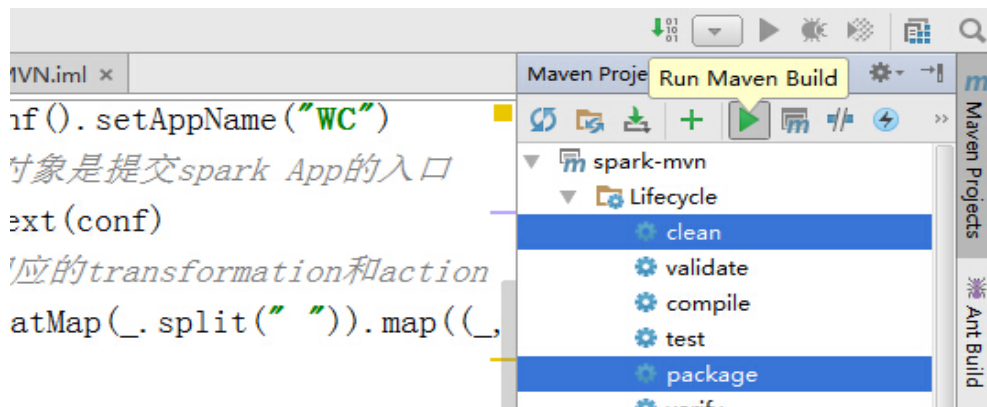 MVN.iml ×
nf().setAppName("WC")
对象是提交spark App的入口
ext(conf)
应的transformation和action
atMap(_.split(" ")).map((_,
Maven Proje
Run Maven Build
spark-mvn
Lifecycle
clean
validate
compile
test
package
Maven Projects
Ant Build